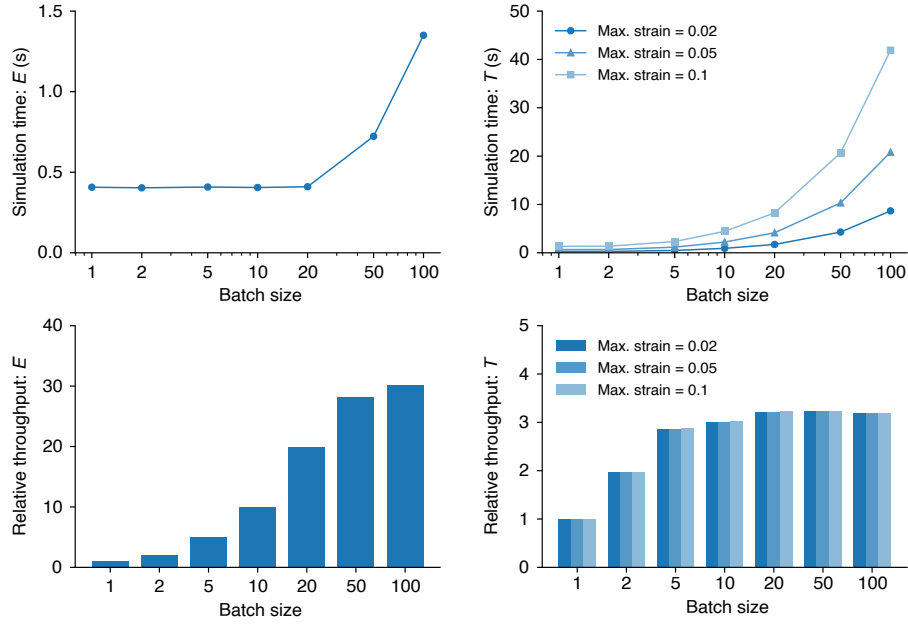 1.5
1.0
0.5
0.0
Simulation time: E (s)
1 2 5 10 20 50 100
Batch size
50
40
30
20
10
0
Simulation time: T (s)
Max. strain = 0.02
Max. strain = 0.05
Max. strain = 0.1
1 2 5 10 20 50 100
Batch size
40
30
20
10
0
Relative throughput: E
1 2 5 10 20 50 100
Batch size
5
4
3
2
1
0
Relative throughput: T
Max. strain = 0.02
Max. strain = 0.05
Max. strain = 0.1
1 2 5 10 20 50 100
Batch size